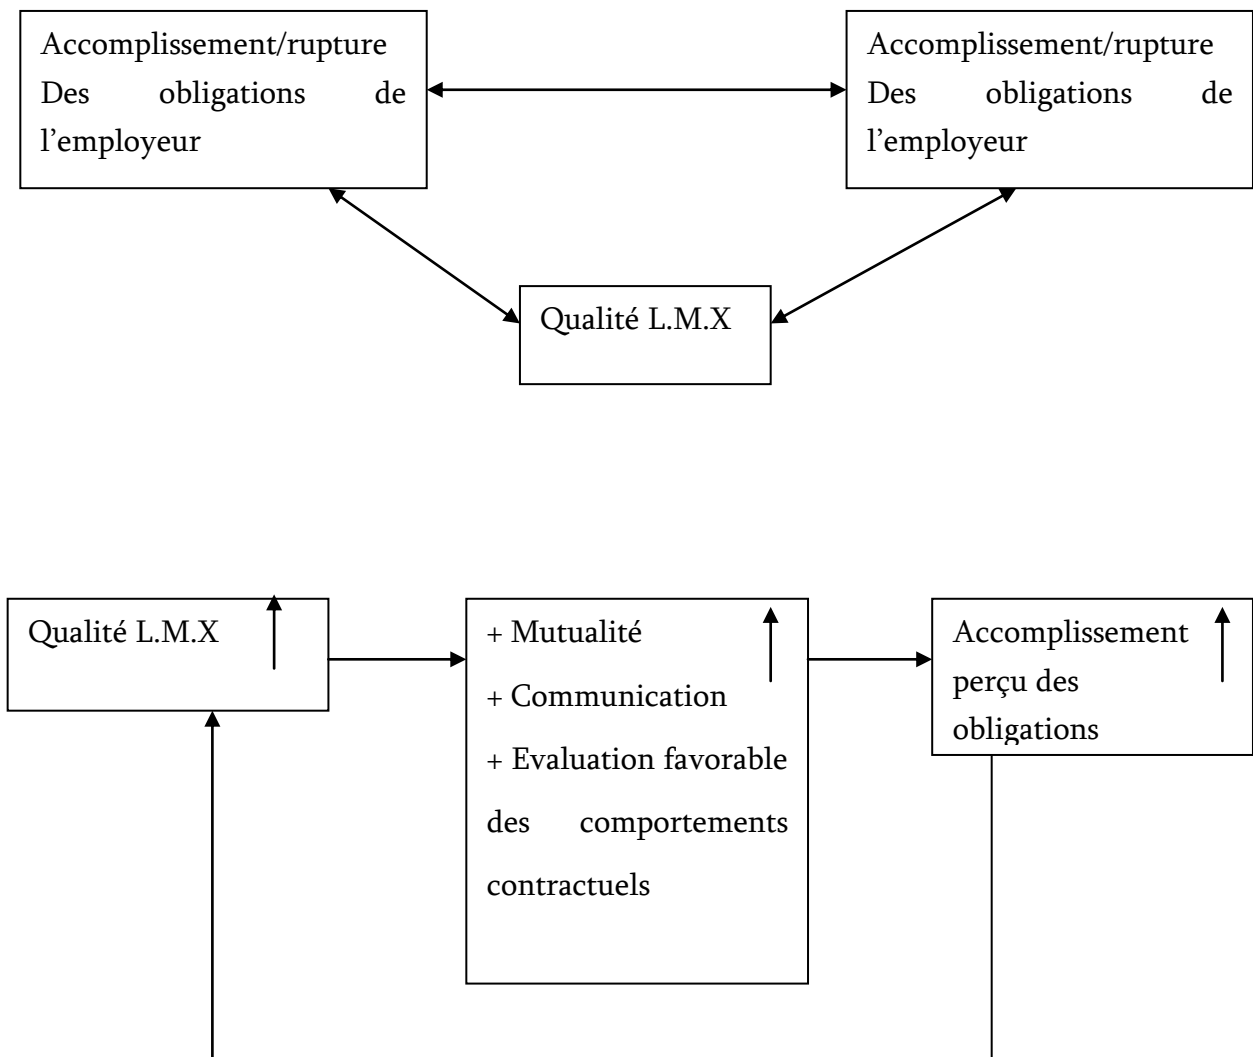 Accomplissement/rupture
Des obligations de
l’employeur
Accomplissement/rupture
Des obligations de
l’employeur
Qualité L.M.X
Qualité L.M.X
+ Mutualité
+ Communication
+ Evaluation favorable
des comportements
contractuels
Accomplissement
perçu des
obligations